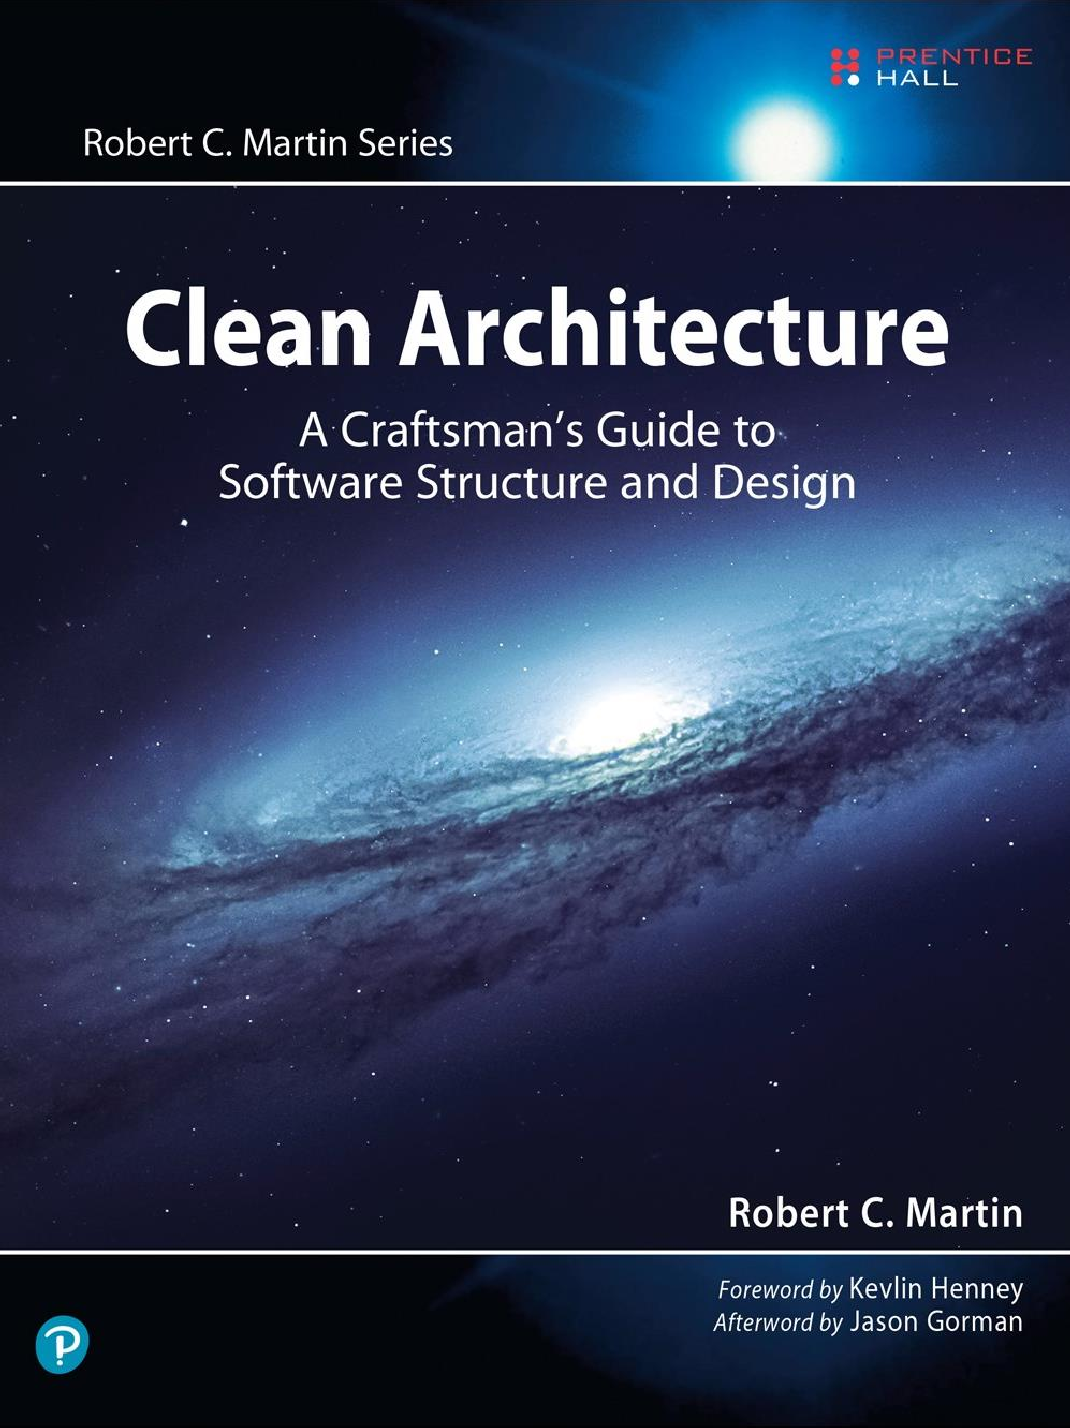 PRENTICE
HALL
Robert C. Martin Series
Clean Architecture
A Craftsman's Guide to
Software Structure and Design
Robert C. Martin
Foreword by Kevlin Henney
Afterword by Jason Gorman
P